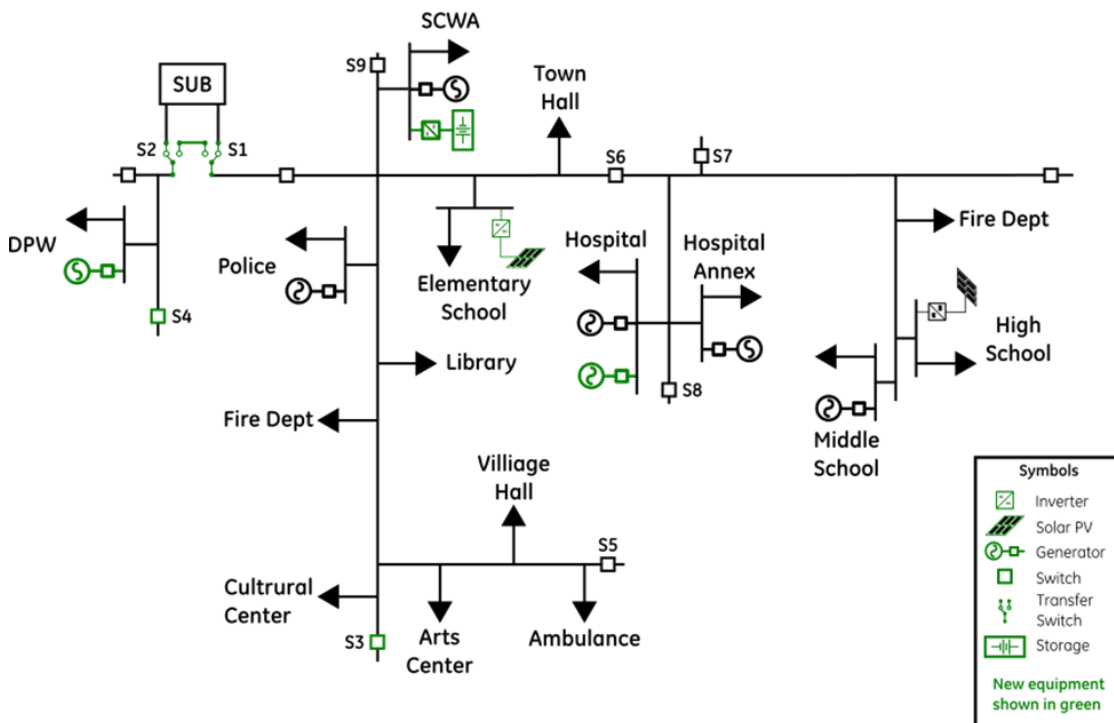 SCWA
S9
Town
Hall
SUB
S2
S1
S6
S7
DPW
Police
Elementary
School
Hospital
Hospital
Annex
Fire Dept
S4
High
School
Library
S8
Fire Dept
Middle
School
Villiage
Hall
S5
Cultrural
Center
S3
Arts
Center
Ambulance
Symbols
Inverter
Solar PV
Generator
Switch
Transfer
Switch
Storage
New equipment
shown in green